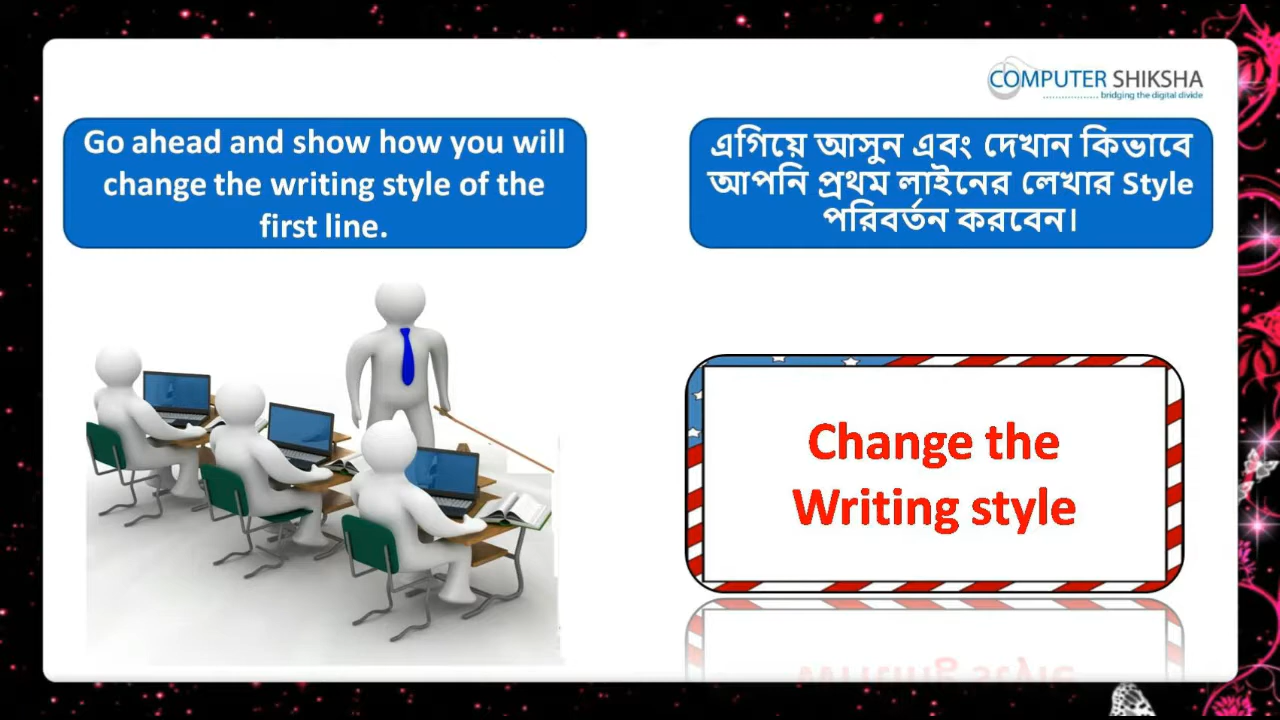 COMPUTER SHIKSHA
bridging the digital divide
Go ahead and show how you will
change the writing style of the
first line.
এগিয়ে আসুন এবং দেখান কিভাবে
আপনি প্রথম লাইনের লেখার Style
পরিবর্তন করবেন।
Change the
Writing style